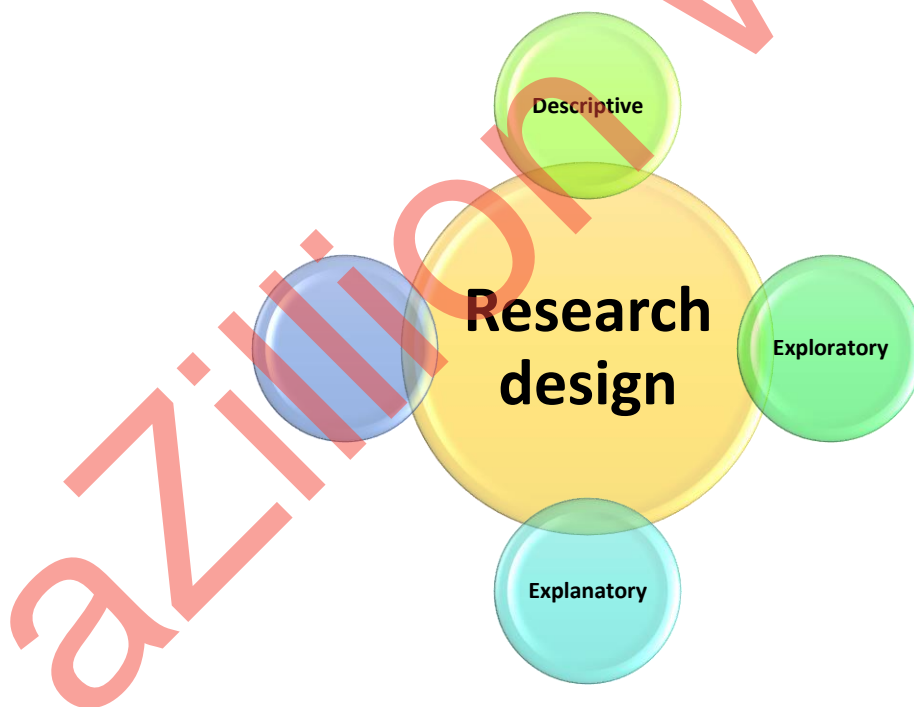 Descriptive
Research
design
Exploratory
Explanatory
aZillion